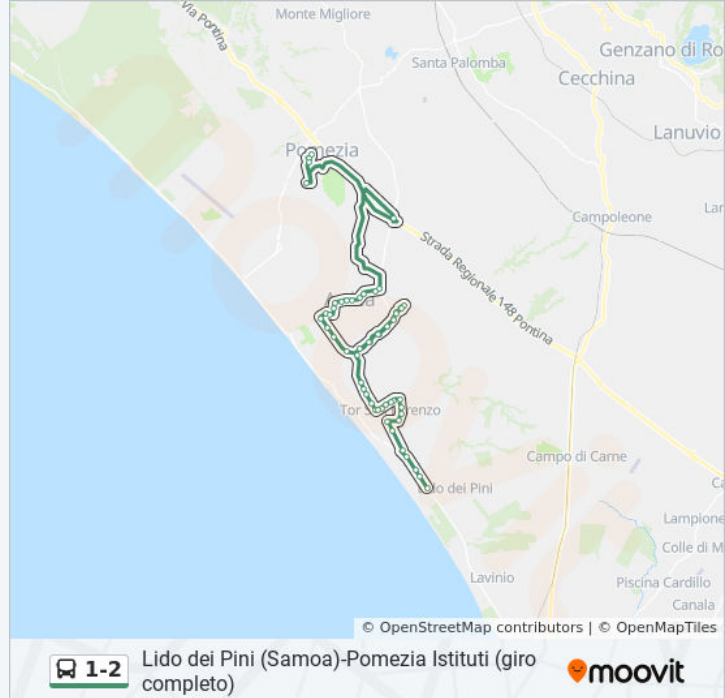 Via Pontina
Monte Migliore
Santa Palomba
Genzano di Ro
Cecchina
Lanuvio
Pomezia
Lar
Campoleone
Strada Regionale 148 Pontina
Tor San Lorenzo
Campo di Carne
Lido dei Pini
Ca
Lampione
Colle di M
Lavinio
Piscina Cardillo
Canala
© OpenStreetMap contributors | © OpenMapTiles
1-2
Lido dei Pini (Samoa)-Pomezia Istituti (giro
completo)
moovit